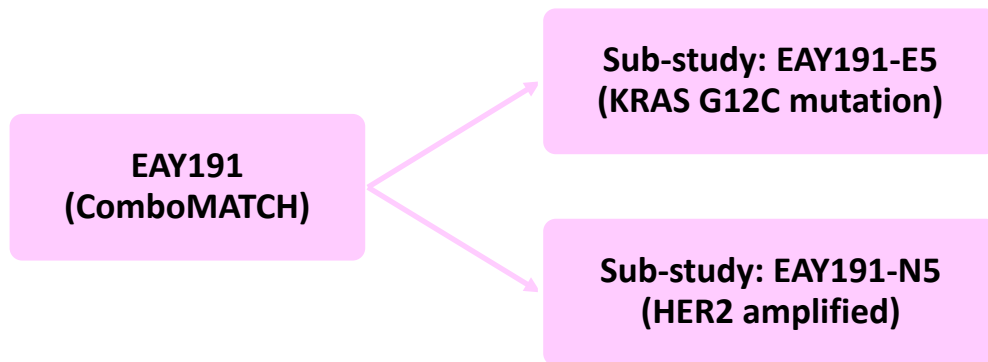 EAY191
(ComboMATCH)
Sub-study: EAY191-E5
(KRAS G12C mutation)
Sub-study: EAY191-N5
(HER2 amplified)